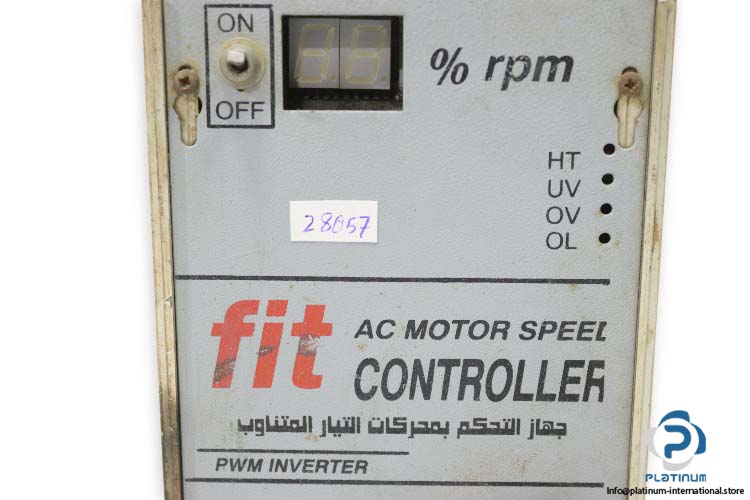 ON
OFF
% rpm
HT
UV
OV
OL
28057
fit
AC MOTOR SPEED
CONTROLLER
جهاز التحكم بمحركات التيار المتناوب
PWM INVERTER
PLATINUM
Info@platinum-international.store